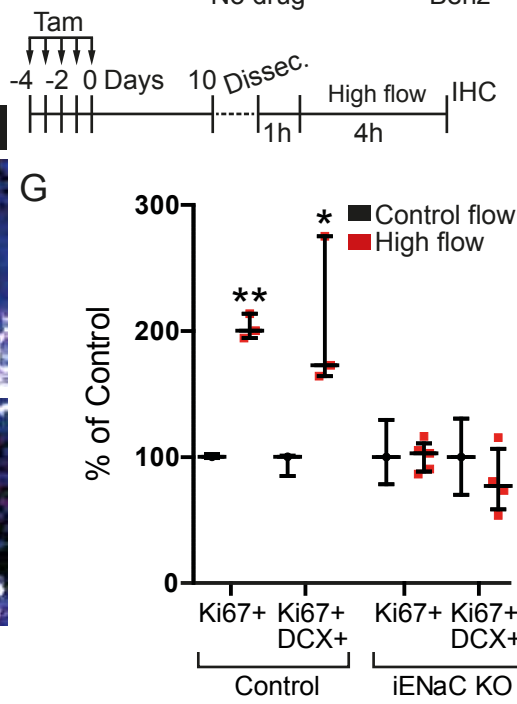 Tam
-4 -2 0 Days 10 Dissec. High flow IHC
1h 4h
G
300
200
100
0
% of Control
** *
Control flow
High flow
Ki67+ Ki67+ Ki67+ Ki67+
DCX+ DCX+
Control iENaC KO